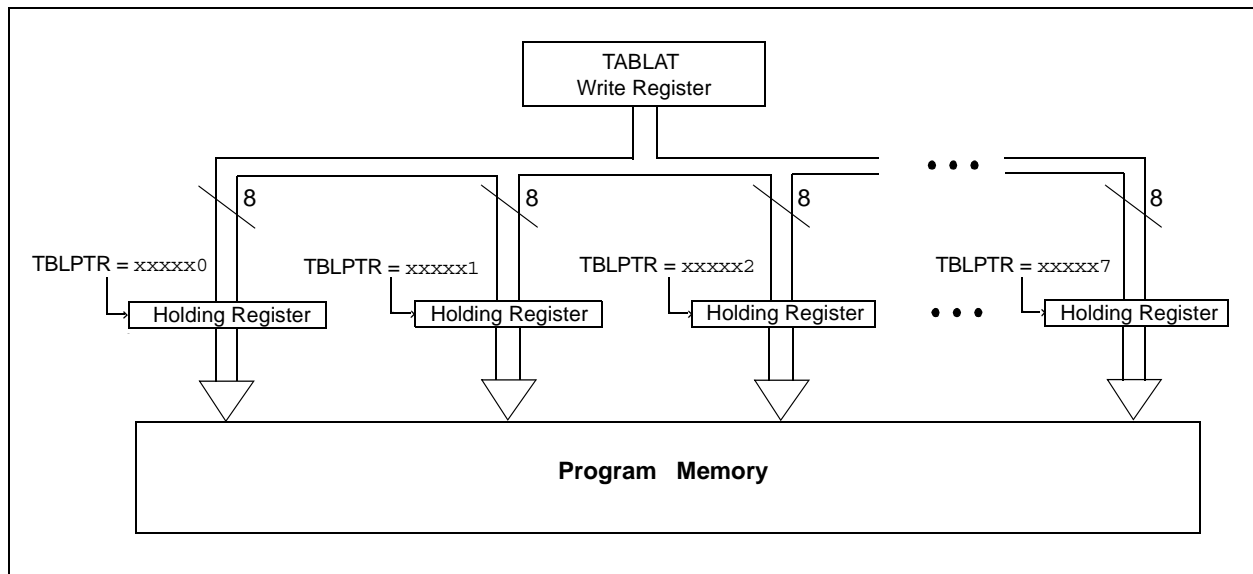 TABLAT
Write Register
8
8
8
8
TBLPTR = xxxxx0
TBLPTR = xxxxx1
TBLPTR = xxxxx2
TBLPTR = xxxxx7
Holding Register
Holding Register
Holding Register
Holding Register
Program Memory